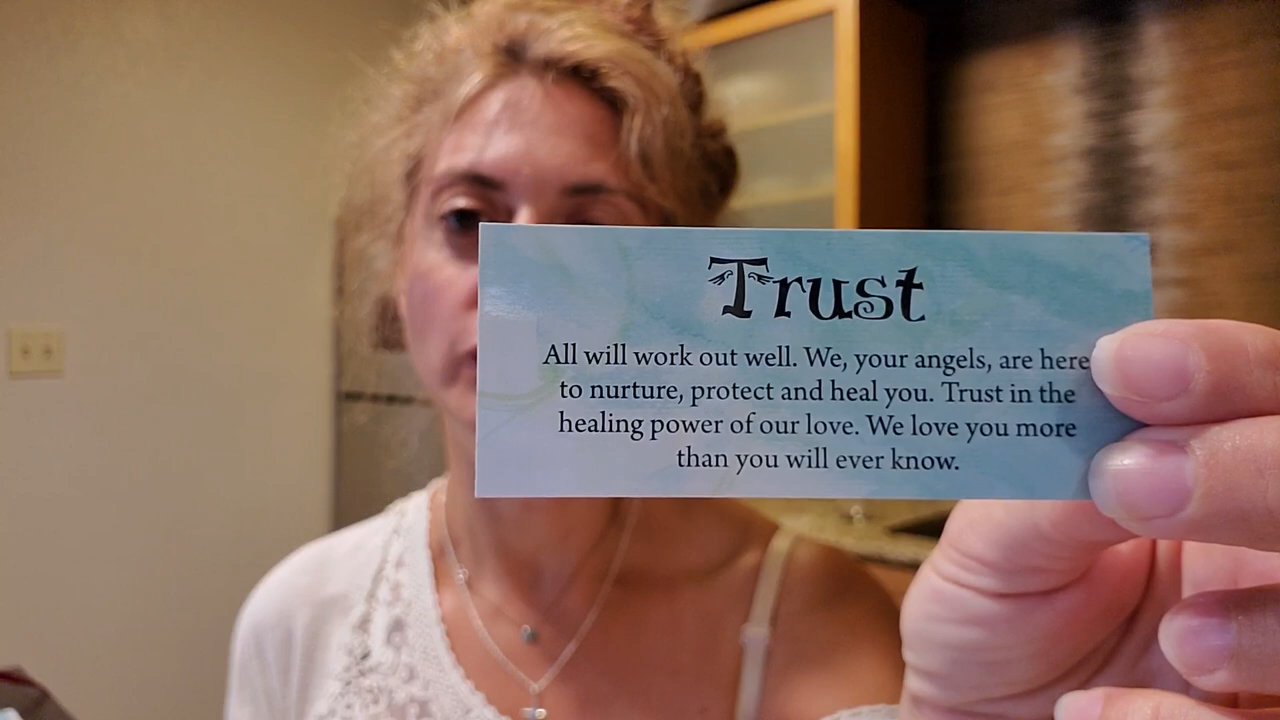 Trust
All will work out well. We, your angels, are here
to nurture, protect and heal you. Trust in the
healing power of our love. We love you more
than you will ever know.